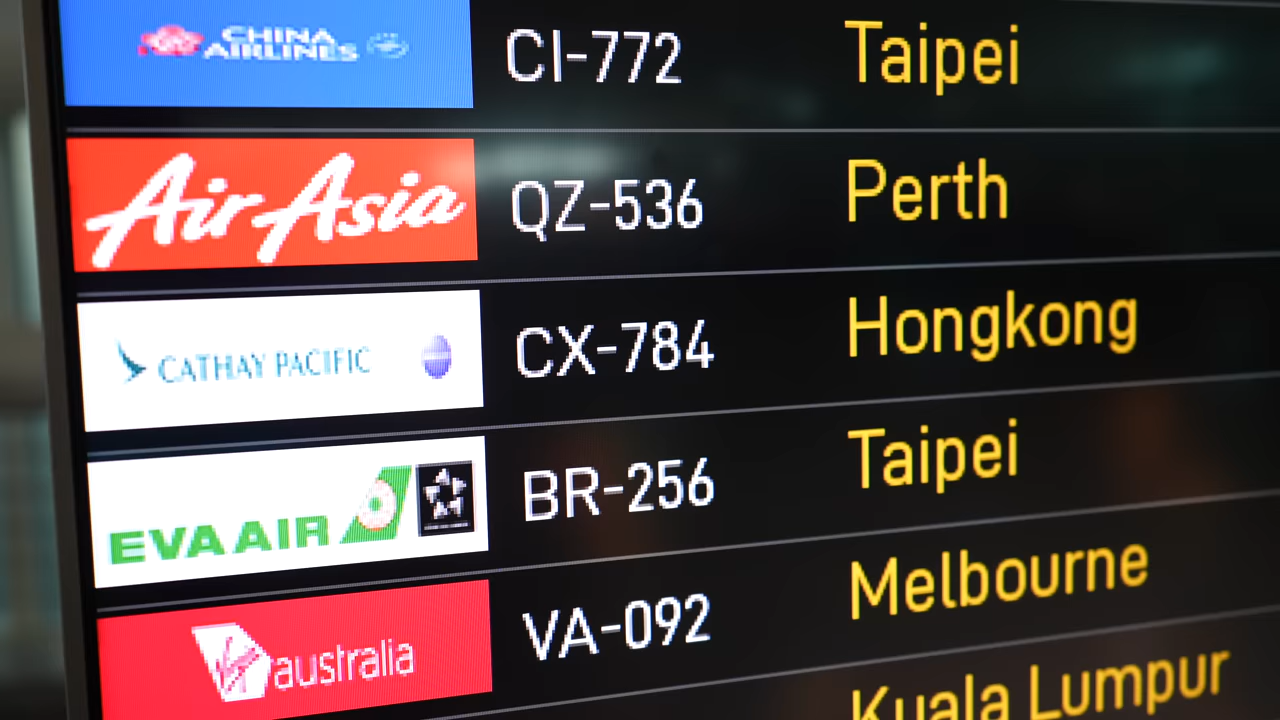 CHINA AIRLINES CI-772 Taipei
AirAsia QZ-536 Perth
CATHAY PACIFIC CX-784 Hongkong
EVA AIR BR-256 Taipei
australia VA-092 Melbourne
Kuala Lumpur